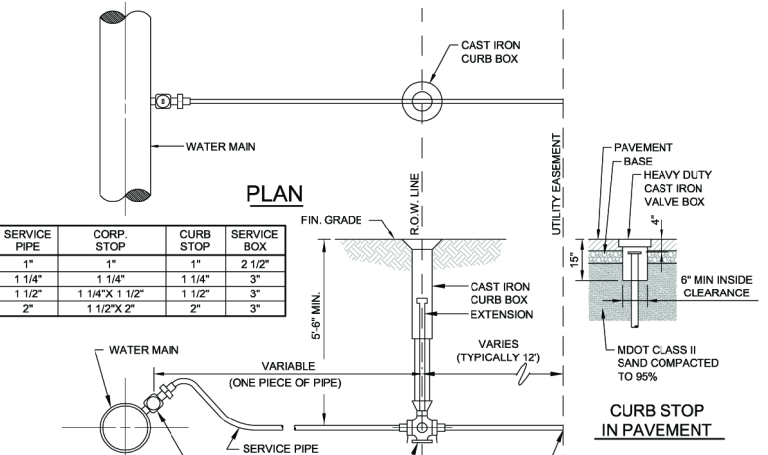 CAST IRON
CURB BOX
WATER MAIN
PLAN
R.O.W. LINE
UTILITY EASEMENT
PAVEMENT
BASE
HEAVY DUTY
CAST IRON
VALVE BOX
4"
15"
6" MIN INSIDE
CLEARANCE
MDOT CLASS II
SAND COMPACTED
TO 95%
CURB STOP
IN PAVEMENT
SERVICE PIPE CORP. STOP CURB STOP SERVICE BOX
1" 1" 1" 2 1/2"
1 1/4" 1 1/4" 1 1/4" 3"
1 1/2" 1 1/4"X 1 1/2" 1 1/2" 3"
2" 1 1/2"X 2" 2" 3"
FIN. GRADE
5'-6" MIN.
CAST IRON
CURB BOX
EXTENSION
VARIES
(TYPICALLY 12')
WATER MAIN
VARIABLE
(ONE PIECE OF PIPE)
SERVICE PIPE